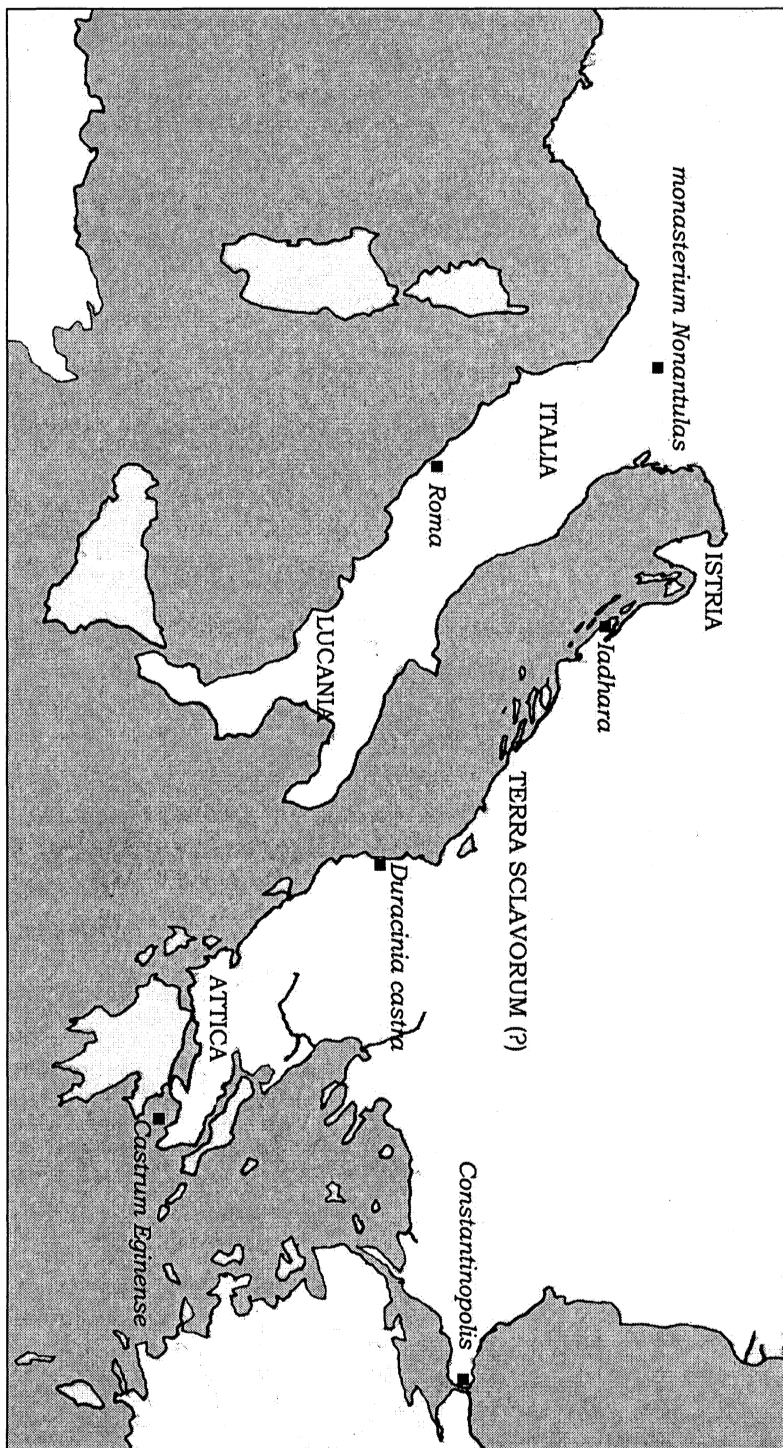 monasterium Nonantulas
ITALIA
Roma
ISTRIA
Iadhara
LUCANIA
TERRA SCLAVORUM (?)
Duracinia castra
ATTICA
Castrum Eginense
Constantinopolis